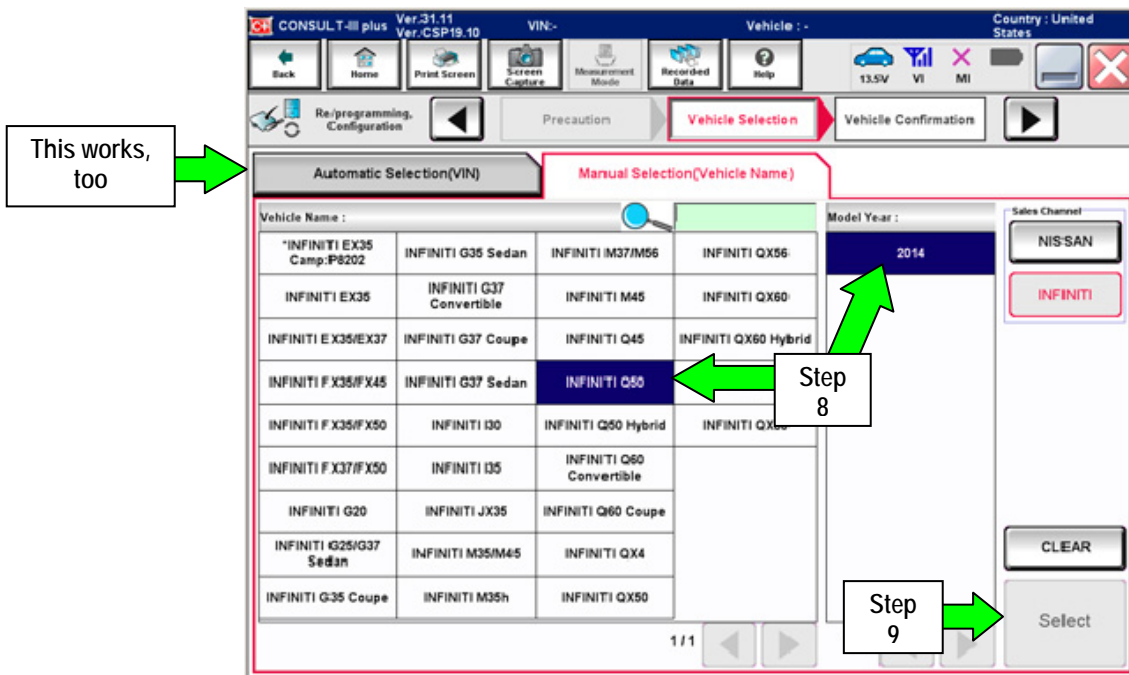 CONSULT-III plus
Ver.31.11
Ver.CSP19.10
VIN:-
Vehicle : -
Country : United
States
Back
Home
Print Screen
Screen
Capture
Measurement
Mode
Recorded
Data
Help
13.5V
VI
MI
Re/programming,
Configuration
Precaution
Vehicle Selection
Vehicle Confirmation
This works,
too
Automatic Selection(VIN)
Manual Selection(Vehicle Name)
Vehicle Name :
Model Year :
Sales Channel
*INFINITI EX35
Camp:P8202
INFINITI G35 Sedan
INFINITI M37/M56
INFINITI QX56
2014
NISSAN
INFINITI EX35
INFINITI G37
Convertible
INFINITI M45
INFINITI QX60
INFINITI
INFINITI EX35/EX37
INFINITI G37 Coupe
INFINITI Q45
INFINITI QX60 Hybrid
INFINITI FX35/FX45
INFINITI G37 Sedan
INFINITI Q50
Step
8
INFINITI FX35/FX50
INFINITI I30
INFINITI Q50 Hybrid
INFINITI
INFINITI FX37/FX50
INFINITI I35
INFINITI Q60
Convertible
INFINITI G20
INFINITI JX35
INFINITI Q60 Coupe
INFINITI G25/G37
Sedan
INFINITI M35/M45
INFINITI QX4
CLEAR
INFINITI G35 Coupe
INFINITI M35h
INFINITI QX50
Step
9
Select
1/1